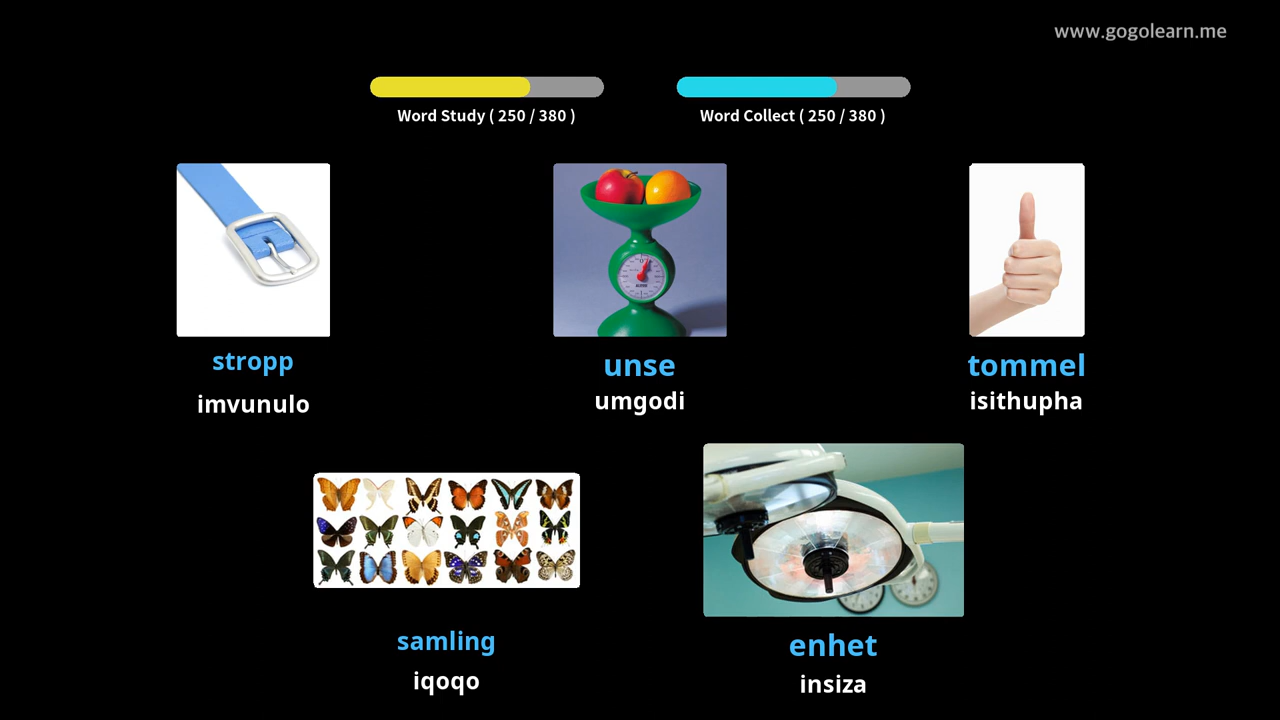 www.gogolearn.me
Word Study ( 250 / 380 )
Word Collect ( 250 / 380 )
stropp
imvunulo
unse
umgodi
tommel
isithupha
samling
iqoqo
enhet
insiza